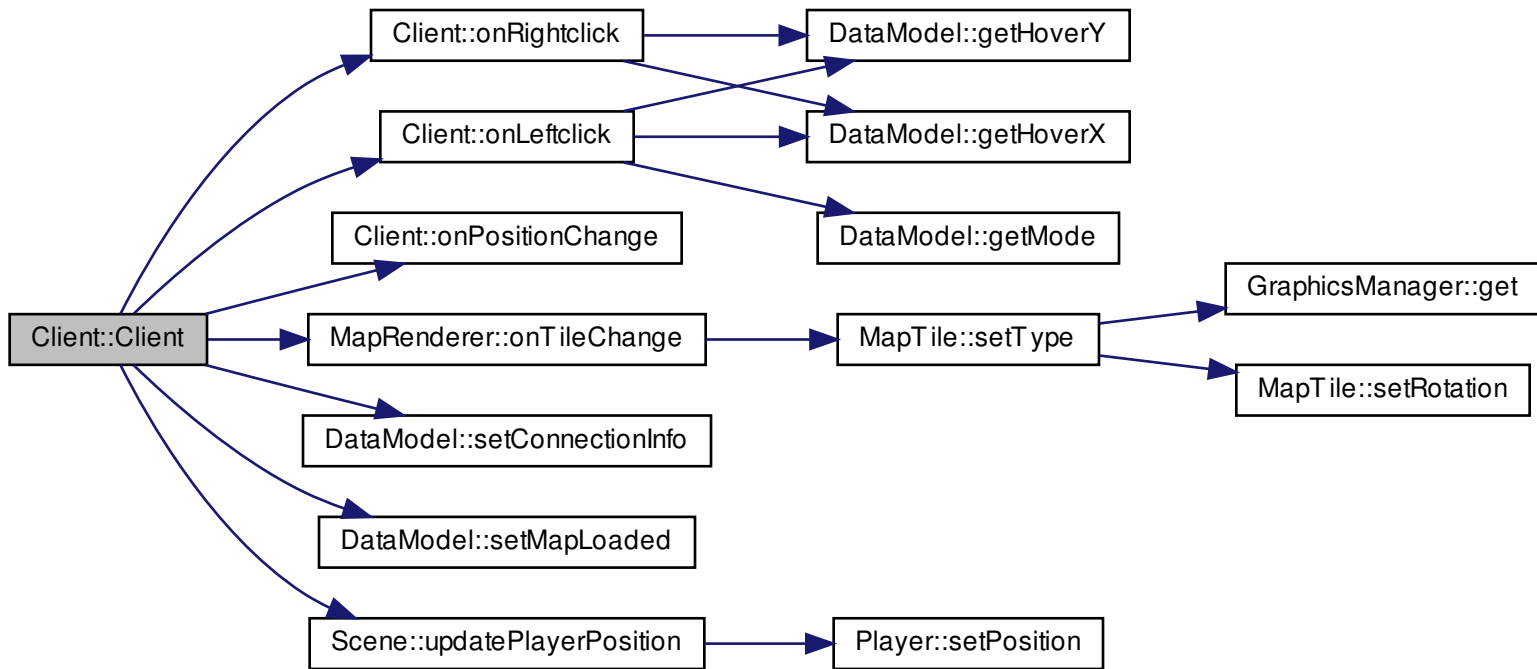 Client::onRightclick
DataModel::getHoverY
Client::onLeftclick
DataModel::getHoverX
Client::onPositionChange
DataModel::getMode
GraphicsManager::get
Client::Client
MapRenderer::onTileChange
MapTile::setType
MapTile::setRotation
DataModel::setConnectionInfo
DataModel::setMapLoaded
Scene::updatePlayerPosition
Player::setPosition